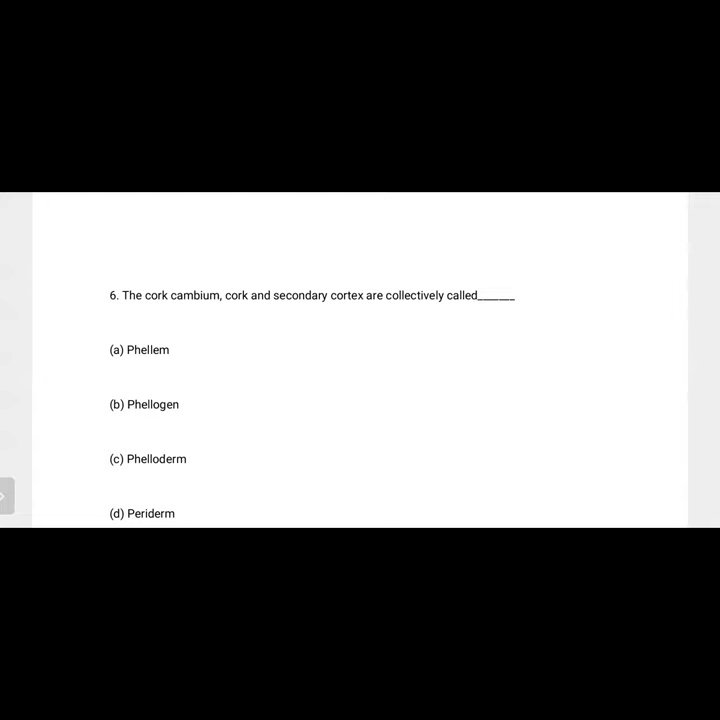 6. The cork cambium, cork and secondary cortex are collectively called______
(a) Phellem
(b) Phellogen
(c) Phelloderm
(d) Periderm